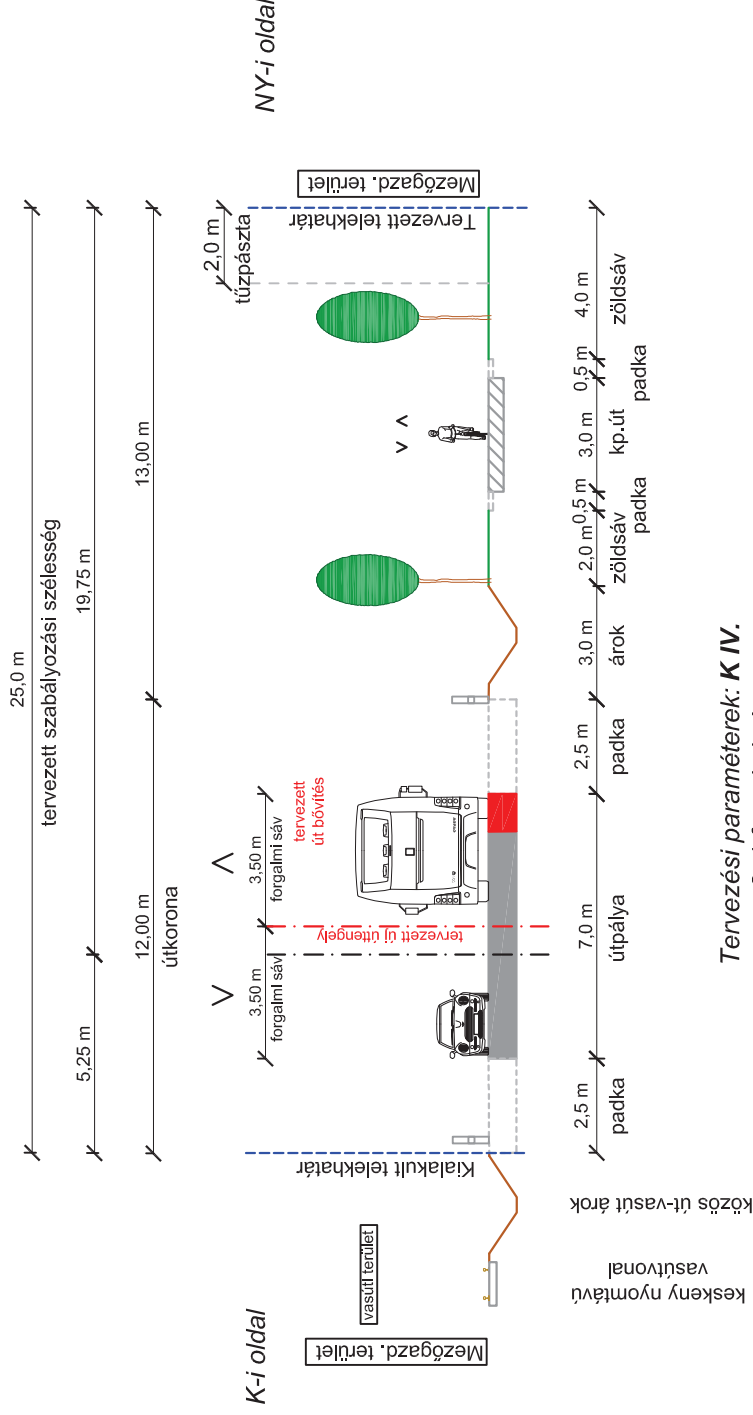 K-i oldal
NY-i oldal
25,0 m
tervezett szabályozási szélesség
5,25 m
19,75 m
12,00 m
útkorona
13,00 m
2,0 m
tűzpászta
< >
3,50 m
forgalmi sáv
3,50 m
forgalmi sáv
tervezett
út bővítés
tervezett új úttengely
< >
Mezőgazd. terület
vasúti terület
Kialakult telekhatár
Tervezett telekhatár
Mezőgazd. terület
keskeny nyomtávú
vasútvonal
közös út-vasút árok
2,5 m
padka
7,0 m
útpálya
2,5 m
padka
3,0 m
árok
2,0 m
zöldsáv
0,5 m
padka
3,0 m
kp.út
0,5 m
padka
4,0 m
zöldsáv
Tervezési paraméterek: K IV.